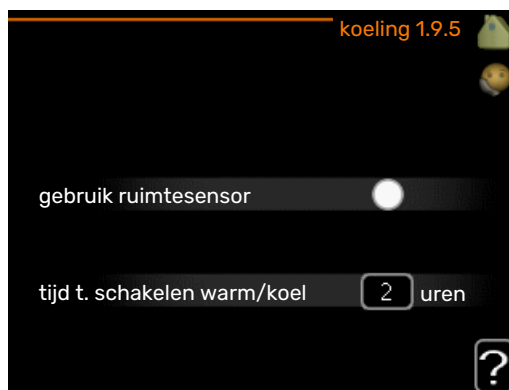 koeling 1.9.5
gebruik ruimtesensor
tijd t. schakelen warm/koel 2 uren
?